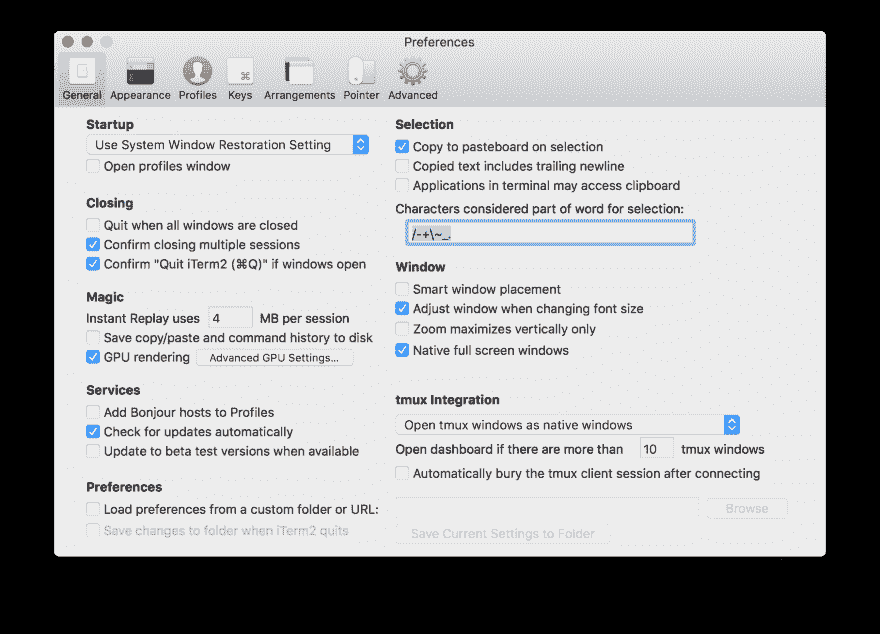 Preferences
General Appearance Profiles Keys Arrangements Pointer Advanced
Startup
Use System Window Restoration Setting
Open profiles window
Closing
Quit when all windows are closed
Confirm closing multiple sessions
Confirm "Quit iTerm2 (⌘Q)" if windows open
Magic
Instant Replay uses 4 MB per session
Save copy/paste and command history to disk
GPU rendering Advanced GPU Settings...
Services
Add Bonjour hosts to Profiles
Check for updates automatically
Update to beta test versions when available
Preferences
Load preferences from a custom folder or URL:
Save changes to folder when iTerm2 quits
Selection
Copy to pasteboard on selection
Copied text includes trailing newline
Applications in terminal may access clipboard
Characters considered part of word for selection:
/-+\~_.
Window
Smart window placement
Adjust window when changing font size
Zoom maximizes vertically only
Native full screen windows
tmux Integration
Open tmux windows as native windows
Open dashboard if there are more than 10 tmux windows
Automatically bury the tmux client session after connecting
Browse
Save Current Settings to Folder